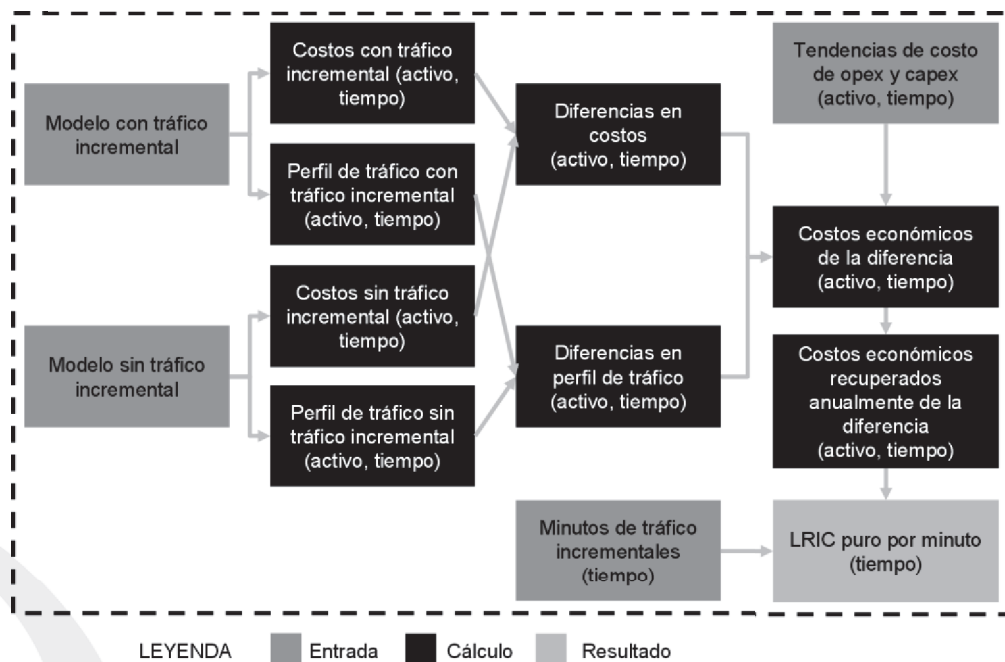 Modelo con tráfico
incremental
Modelo sin tráfico
incremental
Costos con tráfico
incremental (activo,
tiempo)
Perfil de tráfico con
tráfico incremental
(activo, tiempo)
Costos sin tráfico
incremental (activo,
tiempo)
Perfil de tráfico sin
tráfico incremental
(activo, tiempo)
Diferencias en
costos
(activo, tiempo)
Diferencias en
perfil de tráfico
(activo, tiempo)
Minutos de tráfico
incrementales
(tiempo)
Tendencias de costo
de opex y capex
(activo, tiempo)
Costos económicos
de la diferencia
(activo, tiempo)
Costos económicos
recuperados
anualmente de la
diferencia
(activo, tiempo)
LRIC puro por minuto
(tiempo)
LEYENDA Entrada Cálculo Resultado